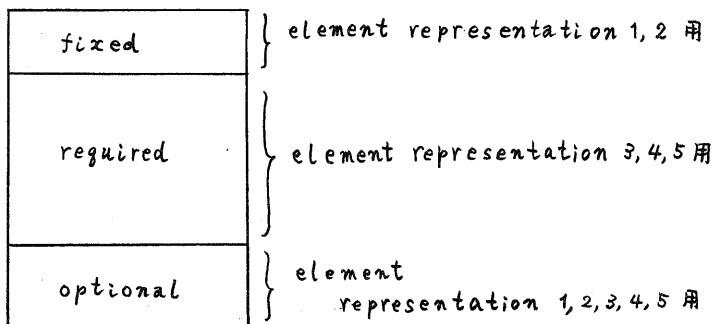 fixed
element representation 1, 2 用
required
element representation 3, 4, 5 用
optional
element
representation 1, 2, 3, 4, 5 用